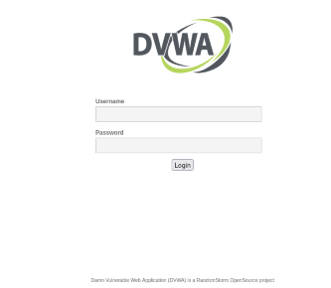 DVWA
Username
Password
Login
Damn Vulnerable Web Application (DVWA) is a RandomStorm OpenSource project